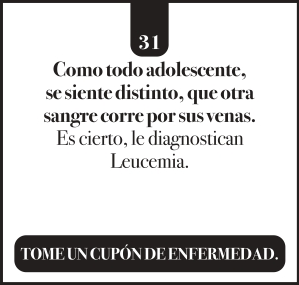 31
Como todo adolescente,
se siente distinto, que otra
sangre corre por sus venas.
Es cierto, le diagnostican
Leucemia.
TOME UN CUPÓN DE ENFERMEDAD.